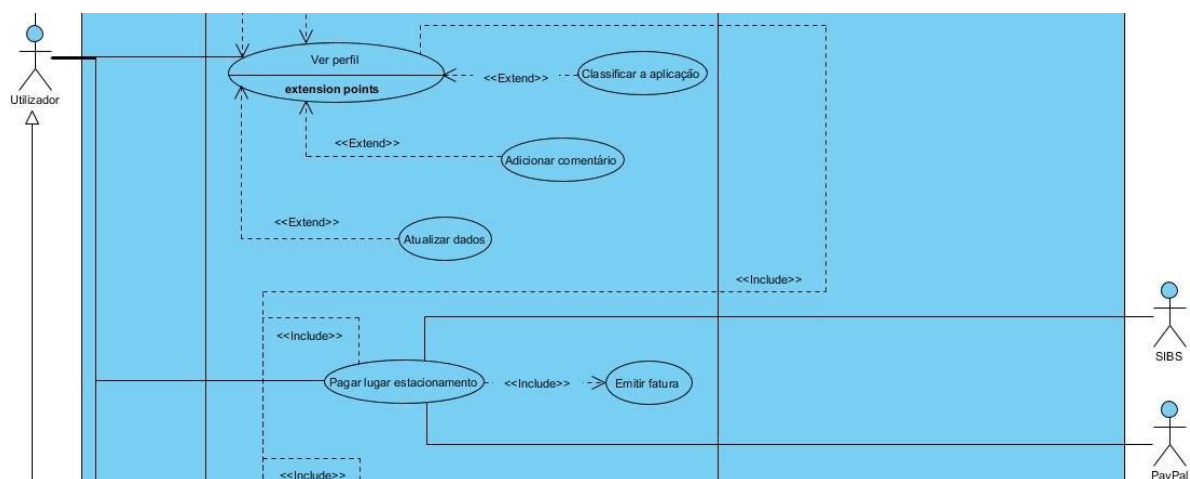 Ver perfil
extension points
<<Extend>>
Classificar a aplicação
Utilizador
<<Extend>>
Adicionar comentário
<<Extend>>
Atualizar dados
<<Include>>
<<Include>>
SIBS
Pagar lugar estacionamento
<<Include>>
Emitir fatura
<<Include>>
PayPal